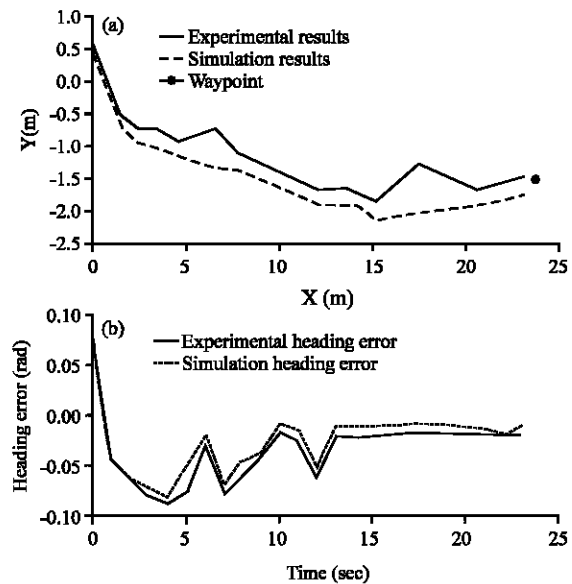 (a)
Experimental results
Simulation results
Waypoint
1.0
0.5
0.0
-0.5
-1.0
-1.5
-2.0
-2.5
Y(m)
0 5 10 15 20 25
X (m)
(b)
Experimental heading error
Simulation heading error
0.10
0.05
0.00
-0.05
-0.10
Heading error (rad)
0 5 10 15 20 25
Time (sec)